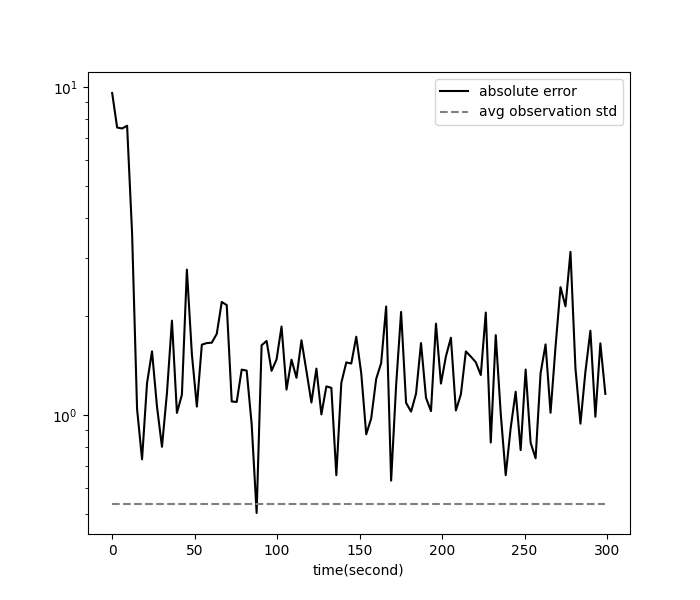 absolute error
avg observation std
10¹
10⁰
0 50 100 150 200 250 300
time(second)